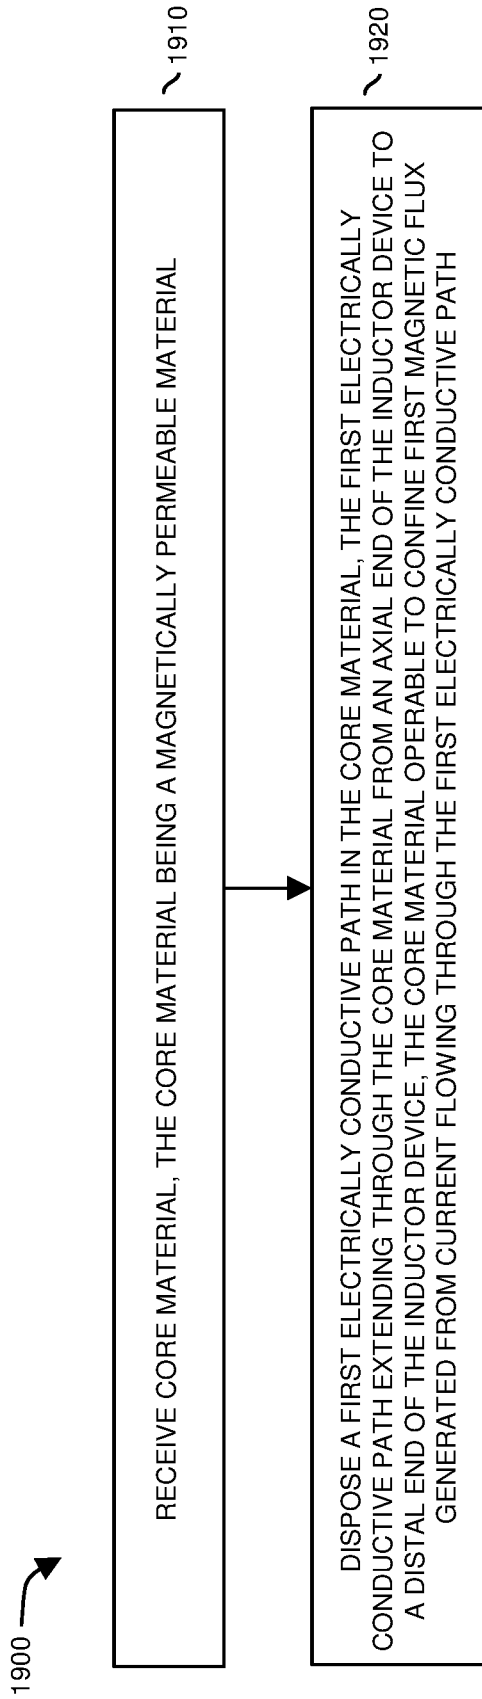 1900
RECEIVE CORE MATERIAL, THE CORE MATERIAL BEING A MAGNETICALLY PERMEABLE MATERIAL
1910
DISPOSE A FIRST ELECTRICALLY CONDUCTIVE PATH IN THE CORE MATERIAL, THE FIRST ELECTRICALLY
CONDUCTIVE PATH EXTENDING THROUGH THE CORE MATERIAL FROM AN AXIAL END OF THE INDUCTOR DEVICE TO
A DISTAL END OF THE INDUCTOR DEVICE, THE CORE MATERIAL OPERABLE TO CONFINE FIRST MAGNETIC FLUX
GENERATED FROM CURRENT FLOWING THROUGH THE FIRST ELECTRICALLY CONDUCTIVE PATH
1920